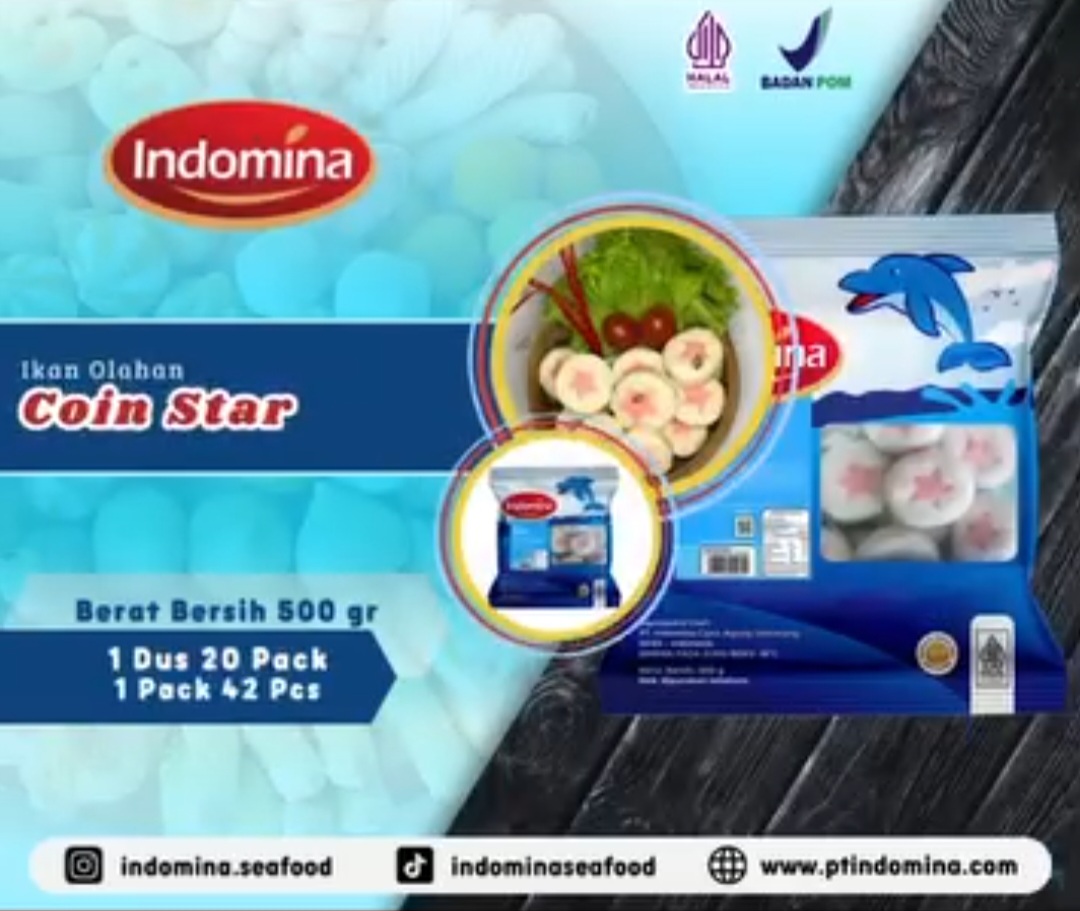 HALAL
BADAN POM
Indomina
Ikan Olahan
Coin Star
Indomina
Berat Bersih 500 gr
1 Dus 20 Pack
1 Pack 42 Pcs
indomina.seafood
indominaseafood
www.ptindomina.com